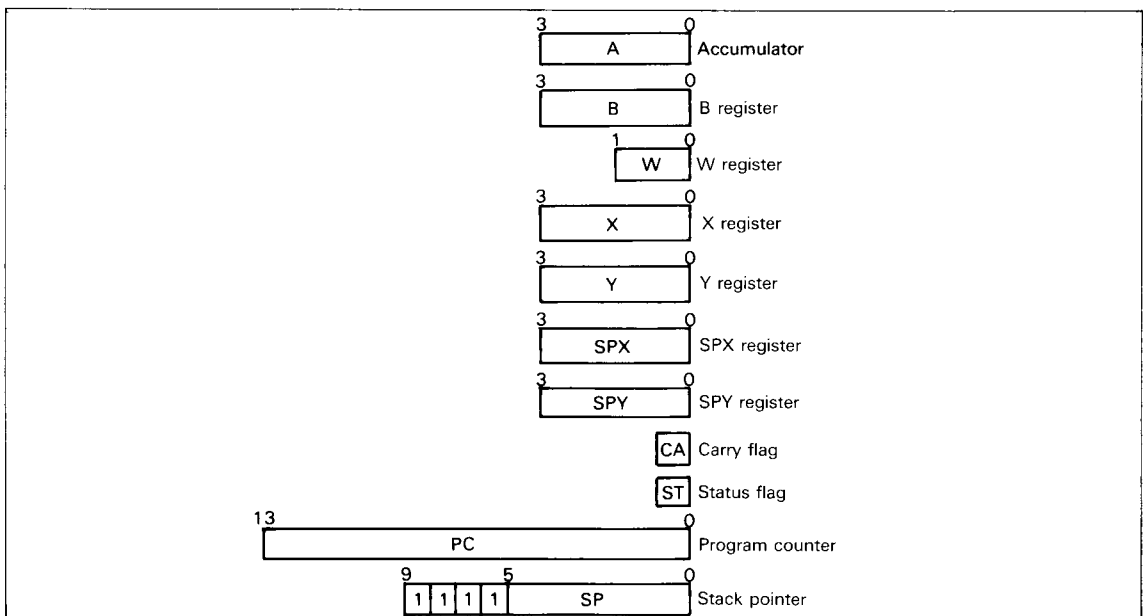 3 0
A Accumulator
3 0
B B register
1 0
W W register
3 0
X X register
3 0
Y Y register
3 0
SPX SPX register
3 0
SPY SPY register
CA Carry flag
ST Status flag
13 0
PC Program counter
9 5 0
1 1 1 1 SP Stack pointer